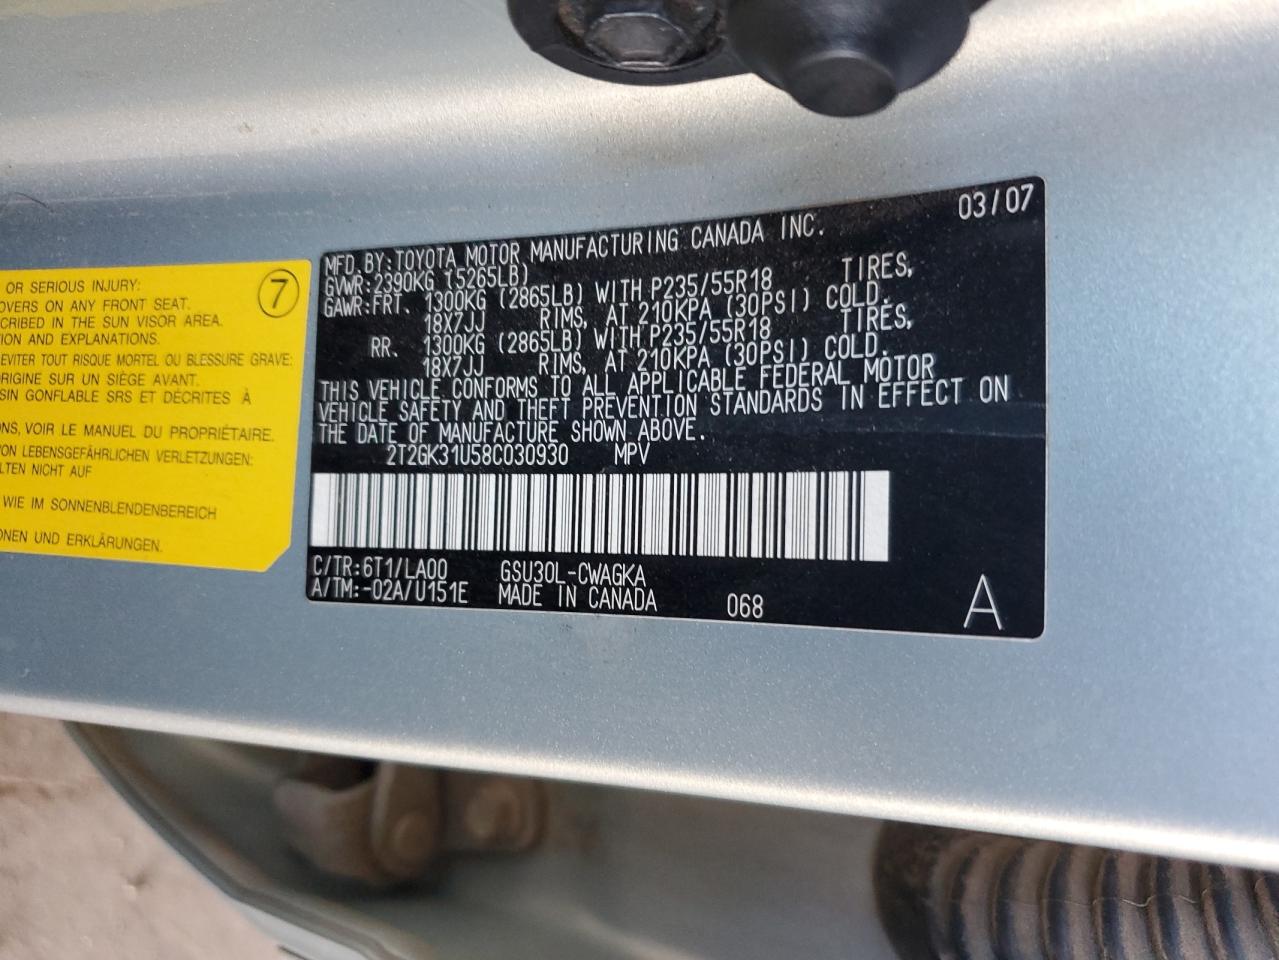 OR SERIOUS INJURY:
OVERS ON ANY FRONT SEAT.
CRIBED IN THE SUN VISOR AREA.
TION AND EXPLANATIONS.
EVITER TOUT RISQUE MORTEL OU BLESSURE GRAVE:
ORIGINE SUR UN SIÈGE AVANT.
SIN GONFLABLE SRS ET DÉCRITES À
ONS, VOIR LE MANUEL DU PROPRIÉTAIRE.
VON LEBENSGEFÄHRLICHEN VERLETZUNGEN:
LTEN NICHT AUF
WIE IM SONNENBLENDENBEREICH
ONEN UND ERKLÄRUNGEN.
7
03/07
MFD.BY:TOYOTA MOTOR MANUFACTURING CANADA INC.
GVWR:2390KG (5265LB)
GAWR:FRT. 1300KG (2865LB) WITH P235/55R18 TIRES,
18X7JJ RIMS, AT 210KPA (30PSI) COLD.
RR. 1300KG (2865LB) WITH P235/55R18 TIRES,
18X7JJ RIMS, AT 210KPA (30PSI) COLD.
THIS VEHICLE CONFORMS TO ALL APPLICABLE FEDERAL MOTOR
VEHICLE SAFETY AND THEFT PREVENTION STANDARDS IN EFFECT ON
THE DATE OF MANUFACTURE SHOWN ABOVE.
2T2GK31U58C030930 MPV
C/TR:6T1/LA00 GSU30L-CWAGKA
A/TM:-02A/U151E MADE IN CANADA 068 A